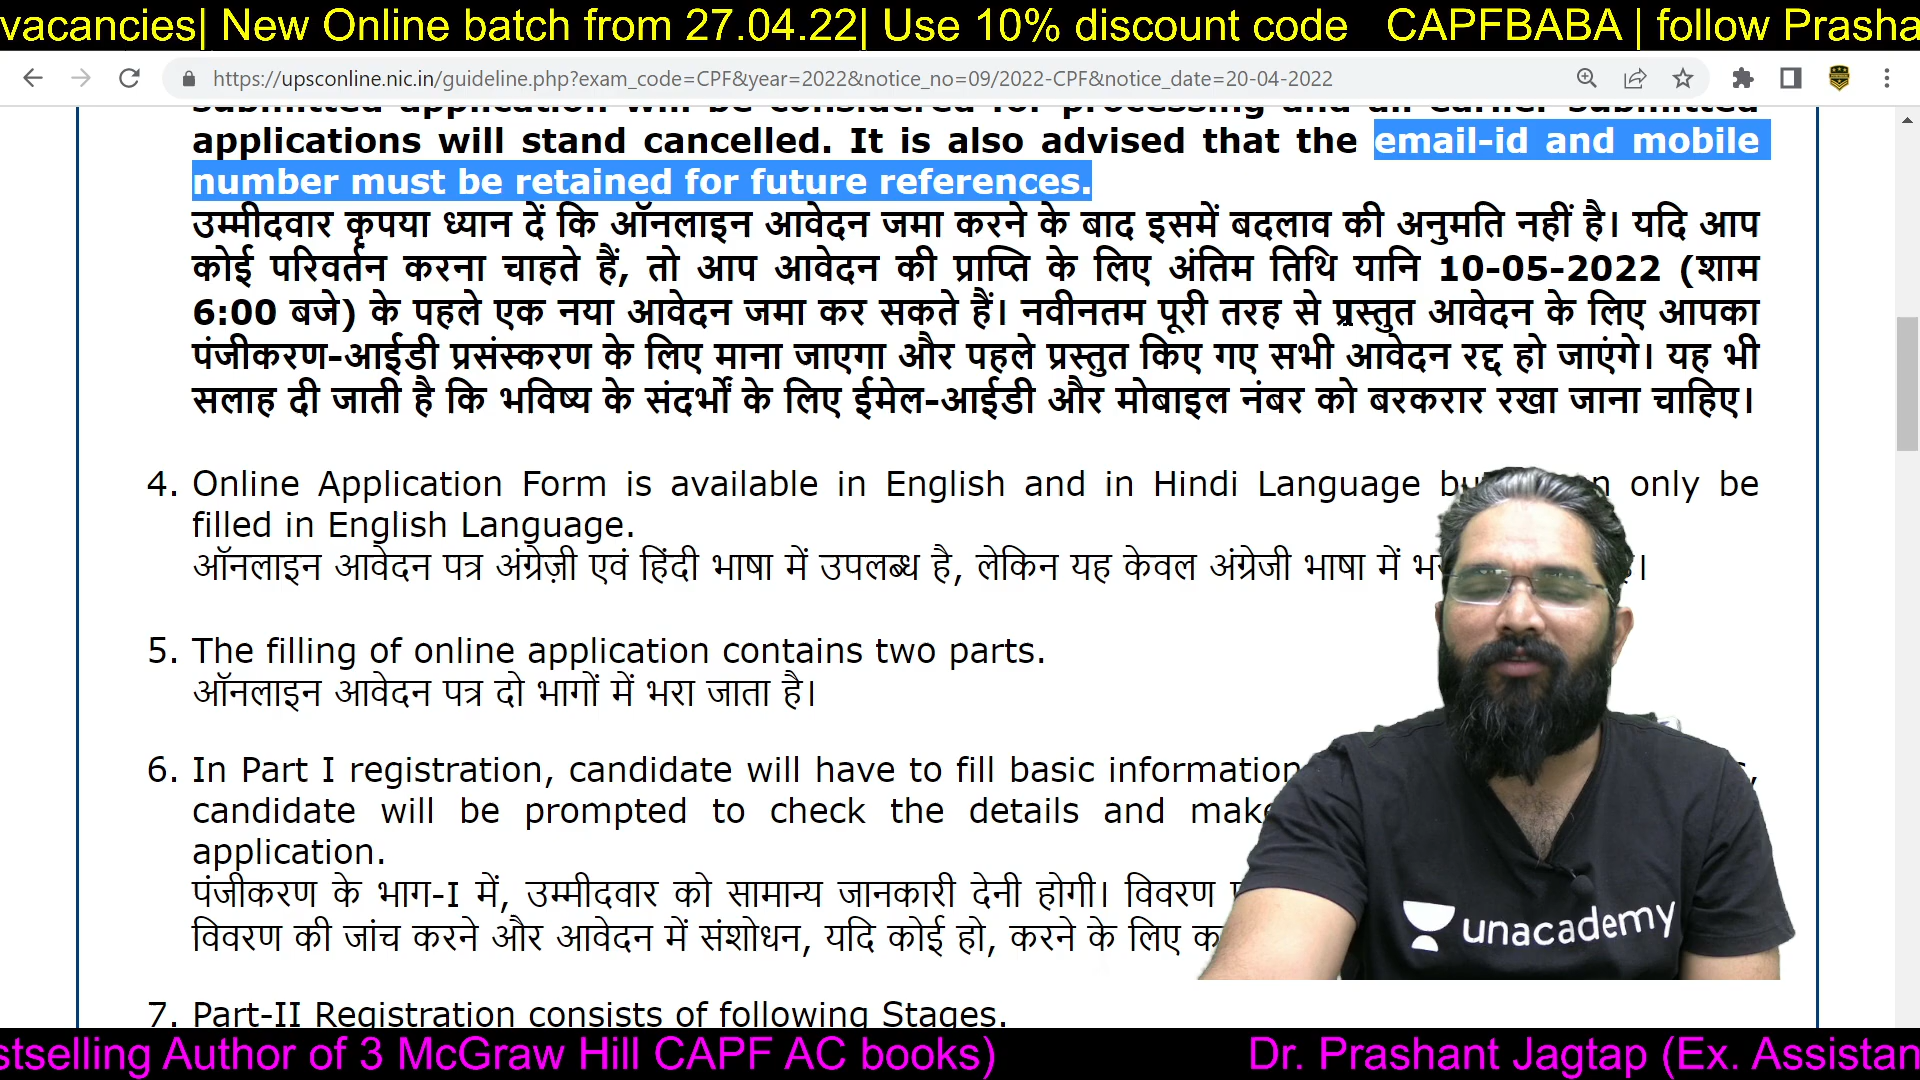 vacancies| New Online batch from 27.04.22| Use 10% discount code CAPFBABA | follow Prasha
https://upsconline.nic.in/guideline.php?exam_code=CPF&year=2022&notice_no=09/2022-CPF&notice_date=20-04-2022
submitted application will be considered for processing and all earlier submitted
applications will stand cancelled. It is also advised that the email-id and mobile
number must be retained for future references.
उम्मीदवार कृपया ध्यान दें कि ऑनलाइन आवेदन जमा करने के बाद इसमें बदलाव की अनुमति नहीं है। यदि आप
कोई परिवर्तन करना चाहते हैं, तो आप आवेदन की प्राप्ति के लिए अंतिम तिथि यानि 10-05-2022 (शाम
6:00 बजे) के पहले एक नया आवेदन जमा कर सकते हैं। नवीनतम पूरी तरह से प्रस्तुत आवेदन के लिए आपका
पंजीकरण-आईडी प्रसंस्करण के लिए माना जाएगा और पहले प्रस्तुत किए गए सभी आवेदन रद्द हो जाएंगे। यह भी
सलाह दी जाती है कि भविष्य के संदर्भों के लिए ईमेल-आईडी और मोबाइल नंबर को बरकरार रखा जाना चाहिए।
4. Online Application Form is available in English and in Hindi Language only be
filled in English Language.
ऑनलाइन आवेदन पत्र अंग्रेज़ी एवं हिंदी भाषा में उपलब्ध है, लेकिन यह केवल अंग्रेजी भाषा में
5. The filling of online application contains two parts.
ऑनलाइन आवेदन पत्र दो भागों में भरा जाता है।
6. In Part I registration, candidate will have to fill basic information
candidate will be prompted to check the details and make
application.
पंजीकरण के भाग-I में, उम्मीदवार को सामान्य जानकारी देनी होगी। विवरण
विवरण की जांच करने और आवेदन में संशोधन, यदि कोई हो, करने के लिए
unacademy
7. Part-II Registration consists of following Stages.
stselling Author of 3 McGraw Hill CAPF AC books) Dr. Prashant Jagtap (Ex. Assistan